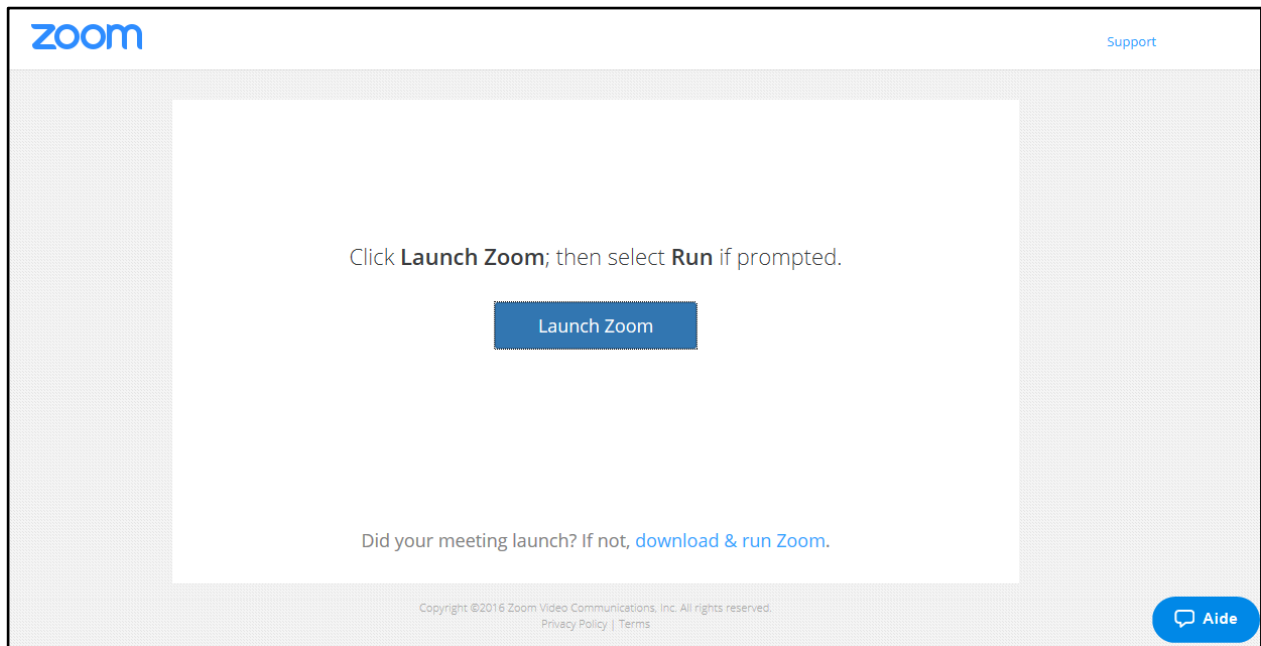 zoom
Support
Click Launch Zoom; then select Run if prompted.
Launch Zoom
Did your meeting launch? If not, download & run Zoom.
Copyright ©2016 Zoom Video Communications, Inc. All rights reserved.
Privacy Policy | Terms
Aide